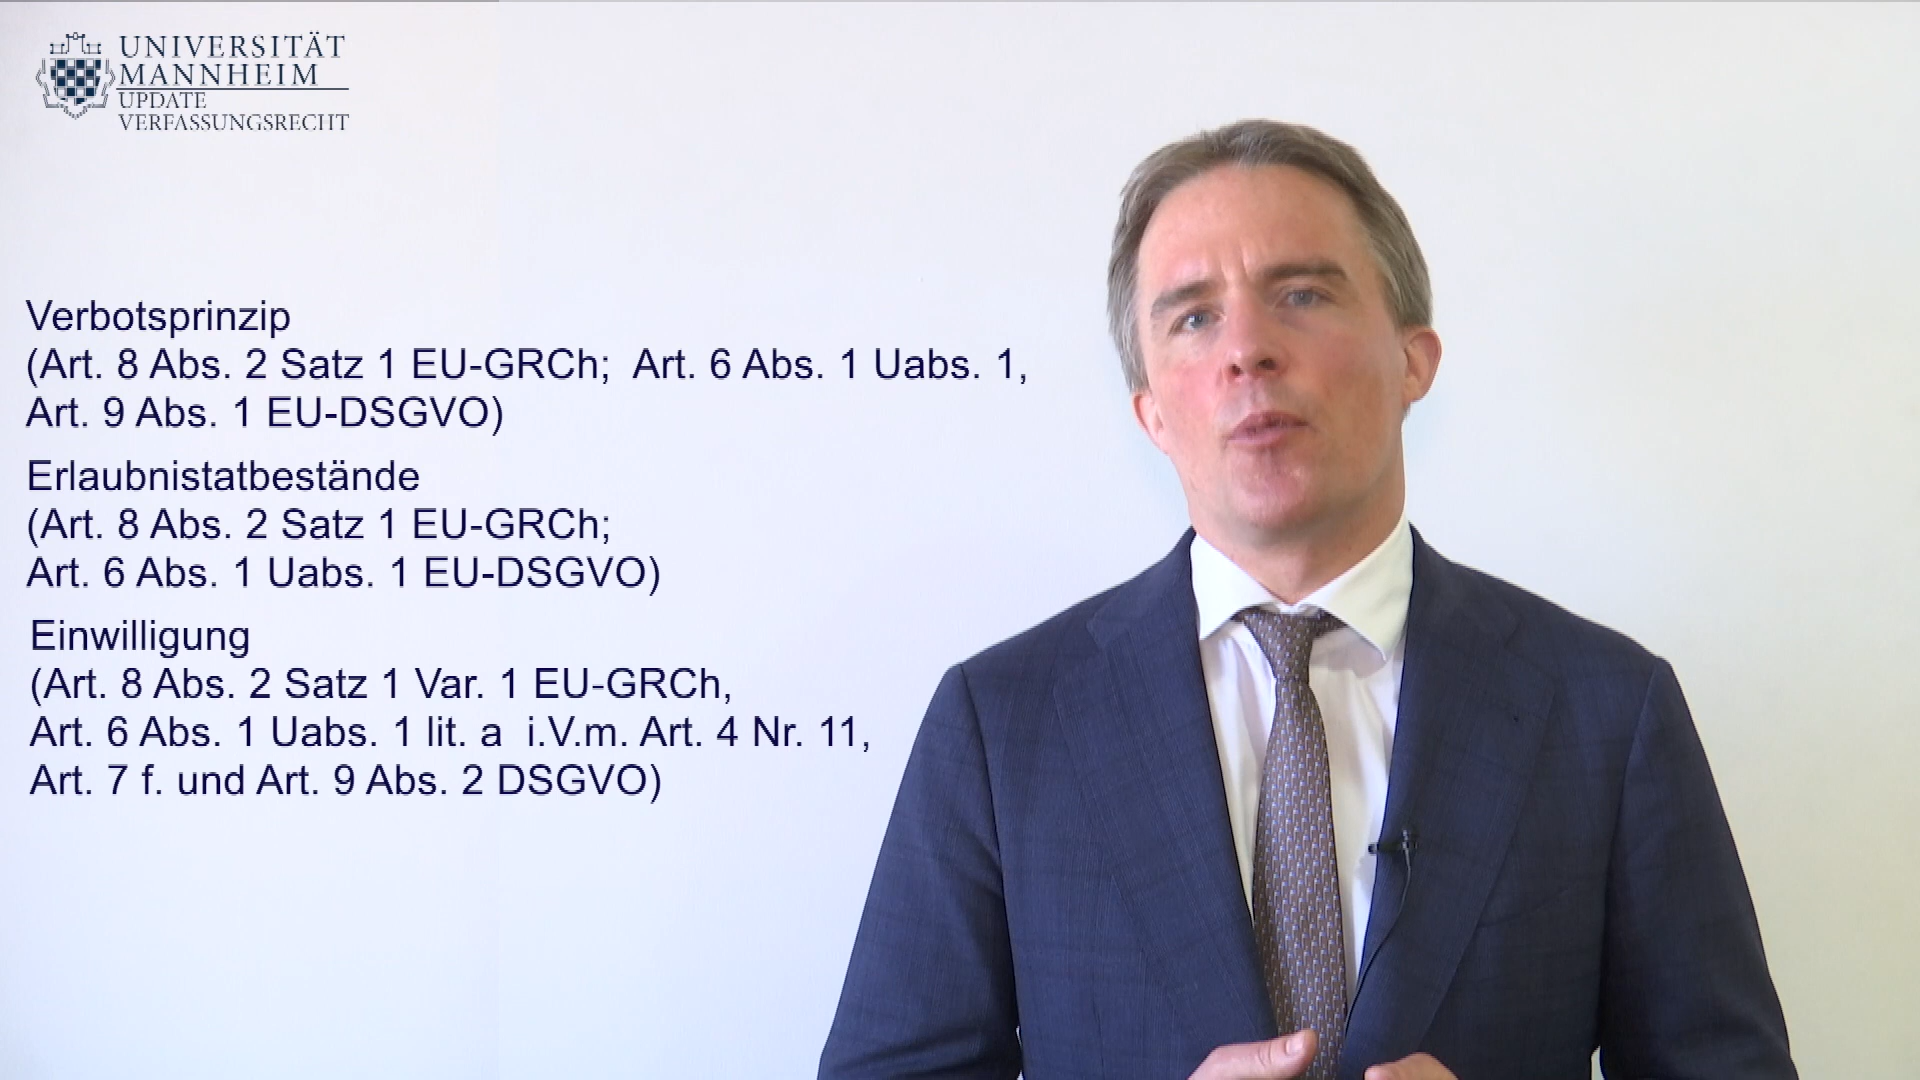 UNIVERSITÄT
MANNHEIM
UPDATE
VERFASSUNGSRECHT
Verbotsprinzip
(Art. 8 Abs. 2 Satz 1 EU-GRCh;  Art. 6 Abs. 1 Uabs. 1,
Art. 9 Abs. 1 EU-DSGVO)
Erlaubnistatbestände
(Art. 8 Abs. 2 Satz 1 EU-GRCh;
Art. 6 Abs. 1 Uabs. 1 EU-DSGVO)
Einwilligung
(Art. 8 Abs. 2 Satz 1 Var. 1 EU-GRCh,
Art. 6 Abs. 1 Uabs. 1 lit. a  i.V.m. Art. 4 Nr. 11,
Art. 7 f. und Art. 9 Abs. 2 DSGVO)